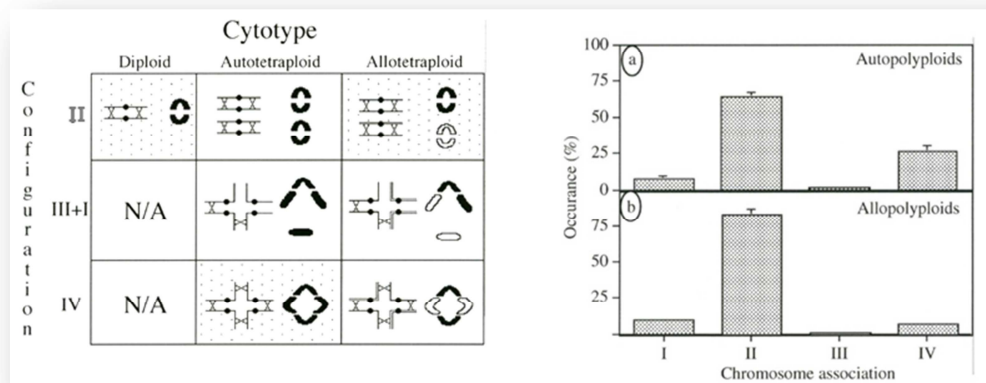 Cytotype
Diploid Autotetraploid Allotetraploid
Configuration
II
III+I N/A
IV N/A
100
75
50
25
0
75
50
25
a Autopolyploids
b Allopolyploids
Occurance (%)
I II III IV
Chromosome association